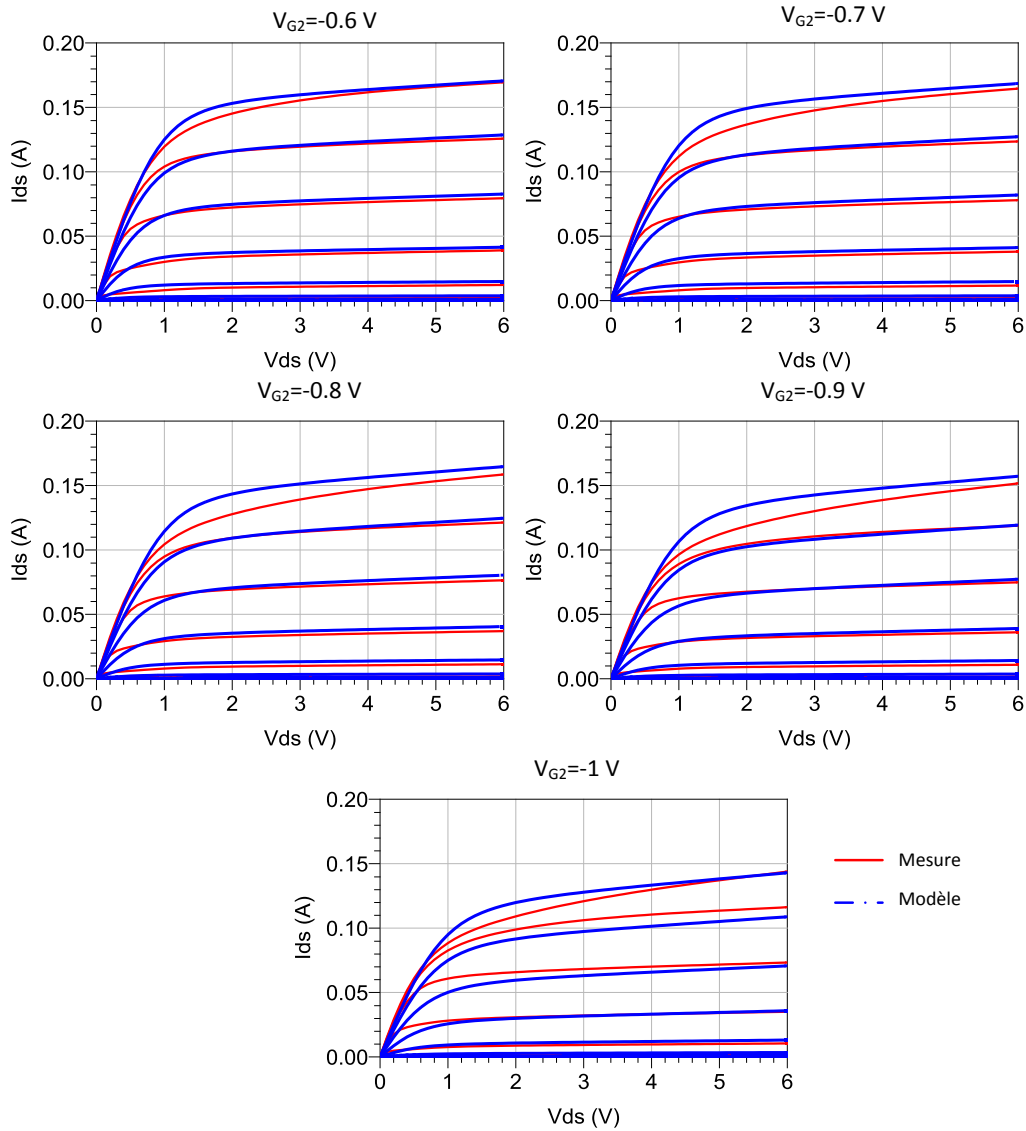 V_G2=-0.6 V
V_G2=-0.7 V
0.20
0.15
0.10
0.05
0.00
Ids (A)
0 1 2 3 4 5 6
Vds (V)
0.20
0.15
0.10
0.05
0.00
Ids (A)
0 1 2 3 4 5 6
Vds (V)
V_G2=-0.8 V
V_G2=-0.9 V
0.20
0.15
0.10
0.05
0.00
Ids (A)
0 1 2 3 4 5 6
Vds (V)
0.20
0.15
0.10
0.05
0.00
Ids (A)
0 1 2 3 4 5 6
Vds (V)
V_G2=-1 V
0.20
0.15
0.10
0.05
0.00
Ids (A)
0 1 2 3 4 5 6
Vds (V)
Mesure
Modèle